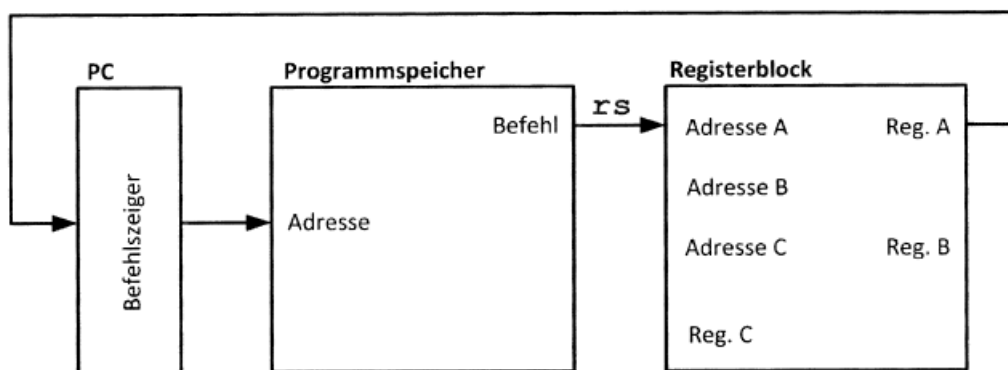 PC
Programmspeicher
Registerblock
Befehl
rs
Adresse A
Reg. A
Adresse B
Befehlszeiger
Adresse
Adresse C
Reg. B
Reg. C